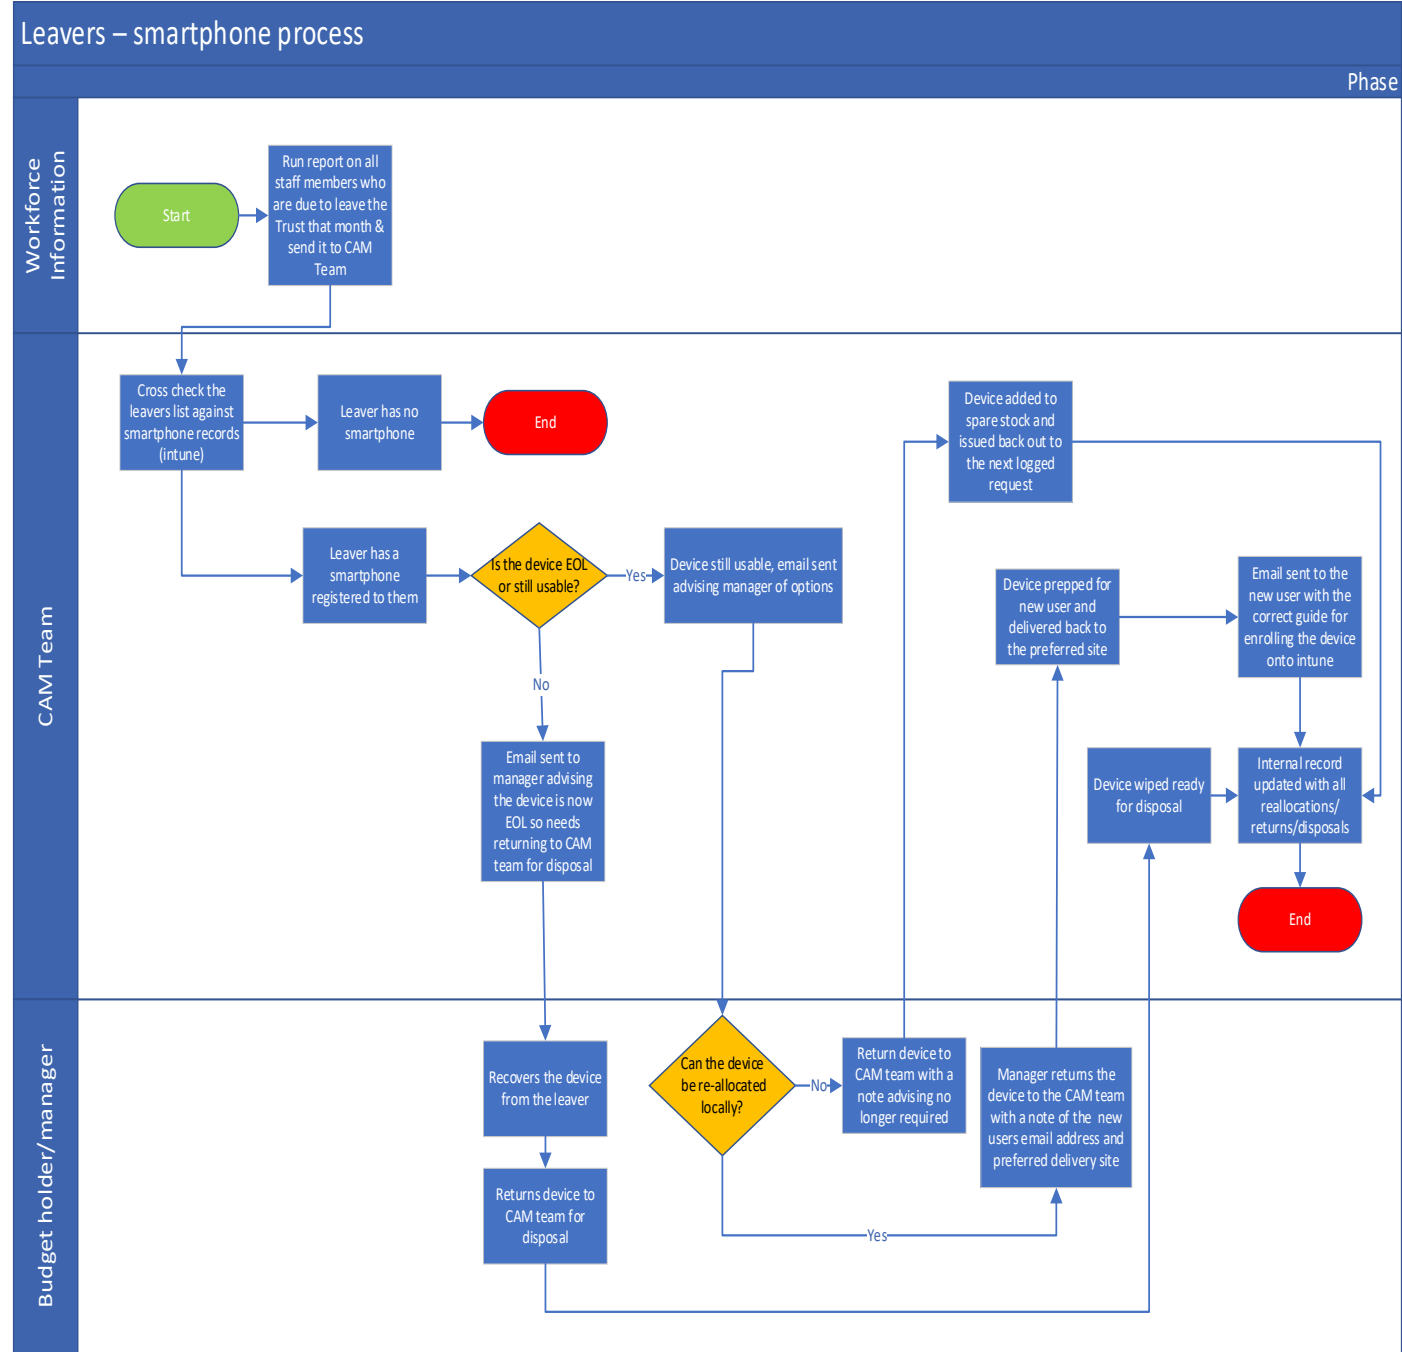 Leavers – smartphone process
Phase
Workforce
Information
Start
Run report on all
staff members who
are due to leave the
Trust that month &
send it to CAM
Team
CAM Team
Cross check the
leavers list against
smartphone records
(intune)
Leaver has no
smartphone
End
Leaver has a
smartphone
registered to them
Is the device EOL
or still usable?
Yes
Device still usable, email sent
advising manager of options
No
Email sent to
manager advising
the device is now
EOL so needs
returning to CAM
team for disposal
Device added to
spare stock and
issued back out to
the next logged
request
Device prepped for
new user and
delivered back to
the preferred site
Email sent to the
new user with the
correct guide for
enrolling the device
onto intune
Device wiped ready
for disposal
Internal record
updated with all
reallocations/
returns/disposals
End
Budget holder/manager
Recovers the device
from the leaver
Returns device to
CAM team for
disposal
Can the device
be re-allocated
locally?
No
Return device to
CAM team with a
note advising no
longer required
Yes
Manager returns the
device to the CAM team
with a note of the new
users email address and
preferred delivery site